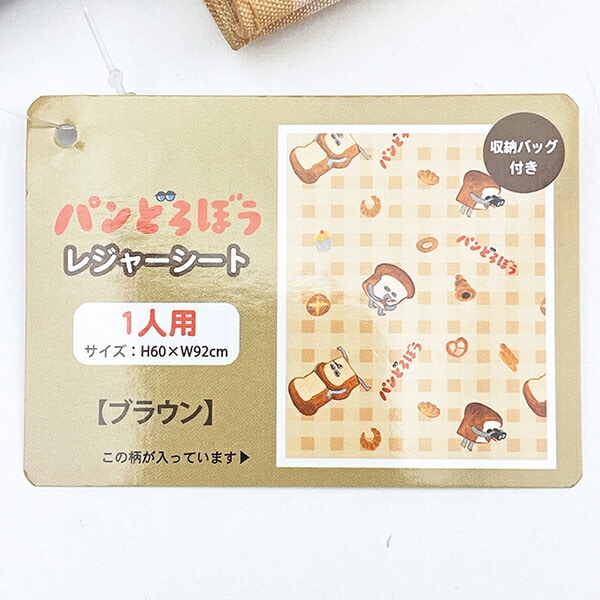 パンどろぼう
レジャーシート
1人用
サイズ：H60×W92cm
【ブラウン】
この柄が入っています▶
収納バッグ
付き
パンどろぼう
パンどろぼう
パンどろぼう